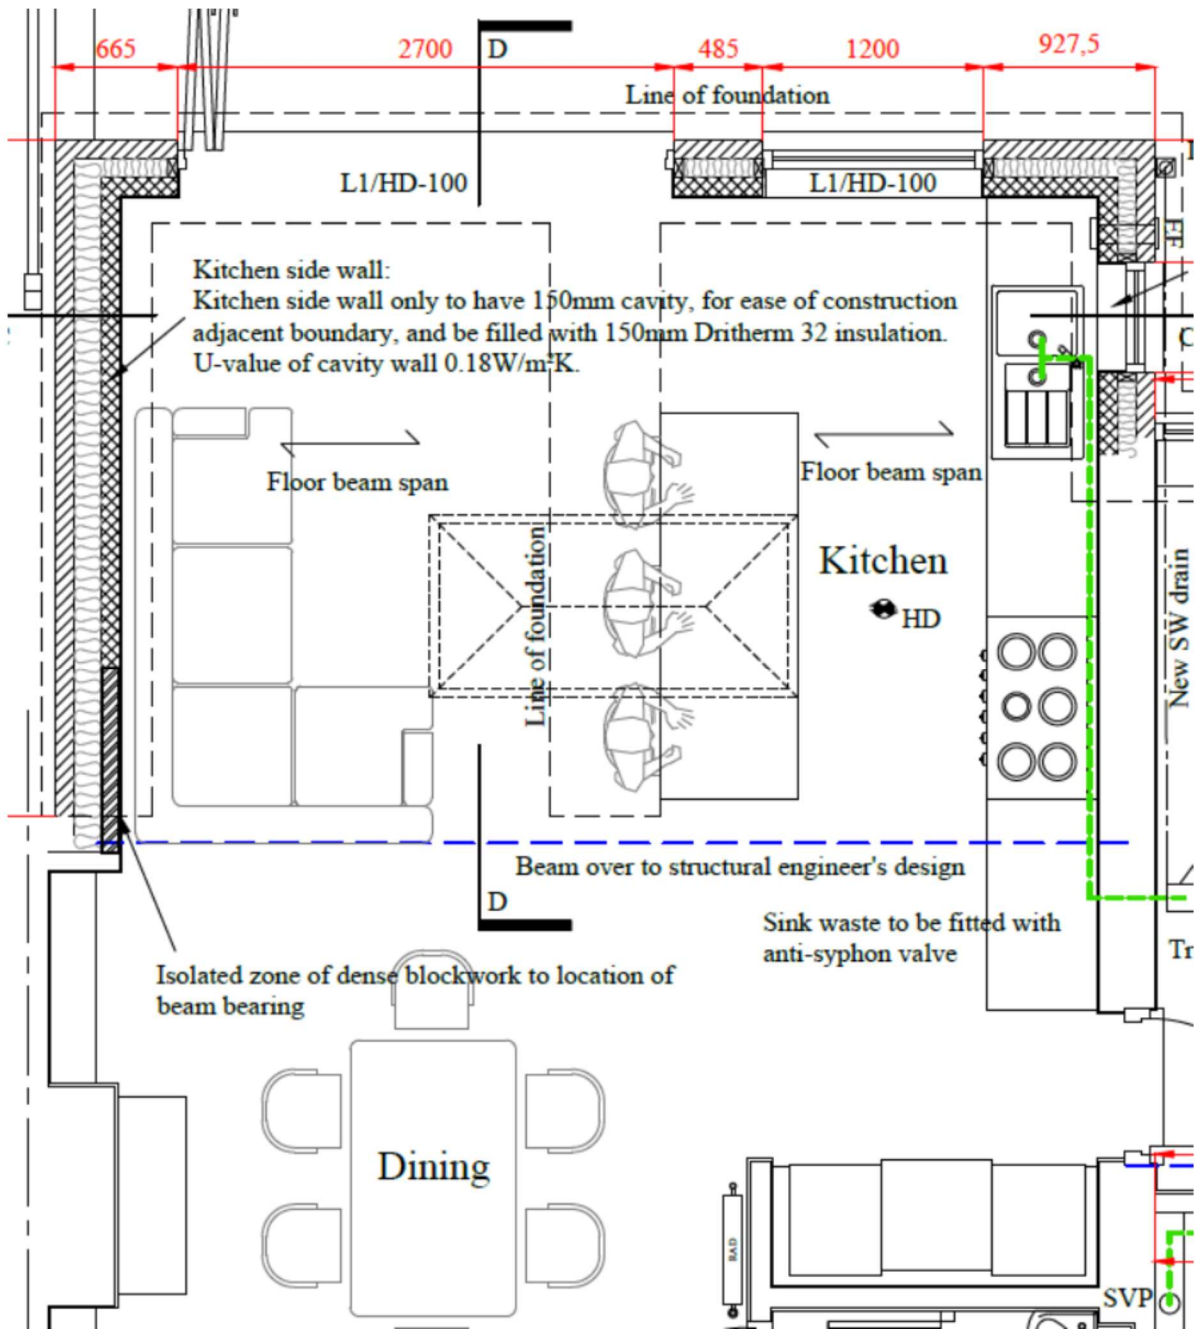 665
2700
D
485
1200
927,5
Line of foundation
L1/HD-100
L1/HD-100
EF
Kitchen side wall:
Kitchen side wall only to have 150mm cavity, for ease of construction
adjacent boundary, and be filled with 150mm Dritherm 32 insulation.
U-value of cavity wall 0.18W/m²K.
C
Floor beam span
Floor beam span
Line of foundation
Kitchen
HD
New SW drain
Beam over to structural engineer's design
D
Sink waste to be fitted with
anti-syphon valve
Tr
Isolated zone of dense blockwork to location of
beam bearing
Dining
RAD
SVP